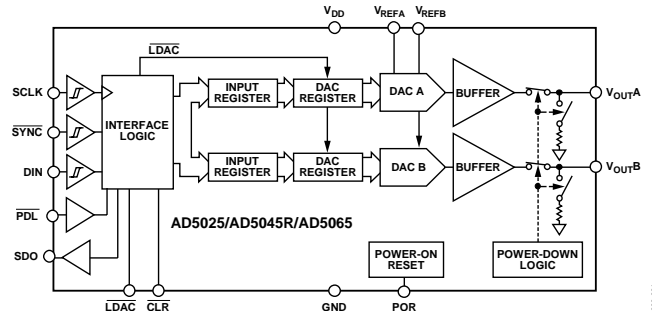 VDD
VREFA
VREFB
LDAC
SCLK
SYNC
DIN
PDL
SDO
INTERFACE
LOGIC
INPUT
REGISTER
DAC
REGISTER
DAC A
BUFFER
VOUTA
INPUT
REGISTER
DAC
REGISTER
DAC B
BUFFER
VOUTB
AD5025/AD5045R/AD5065
POWER-ON
RESET
POWER-DOWN
LOGIC
LDAC
CLR
GND
POR